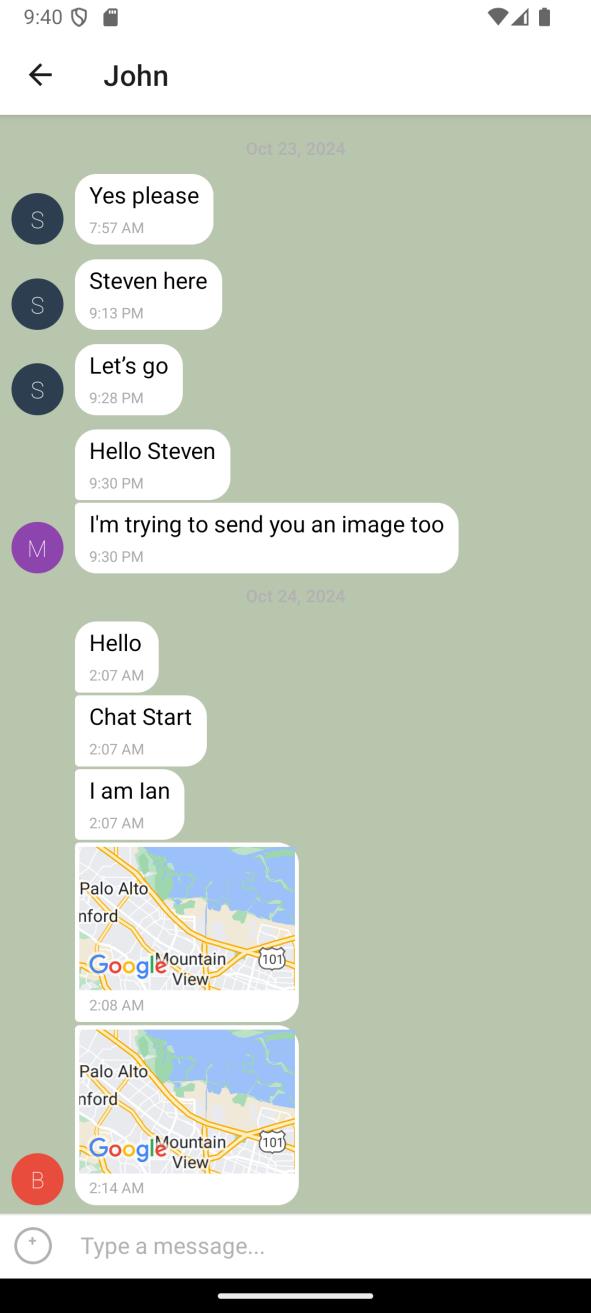 9:40
John
Oct 23, 2024
Yes please
7:57 AM
S
Steven here
9:13 PM
S
Let’s go
9:28 PM
S
Hello Steven
9:30 PM
I'm trying to send you an image too
9:30 PM
M
Oct 24, 2024
Hello
2:07 AM
Chat Start
2:07 AM
I am Ian
2:07 AM
Palo Alto
nford
Google
Mountain
View
101
2:08 AM
Palo Alto
nford
Google
Mountain
View
101
2:14 AM
B
Type a message...